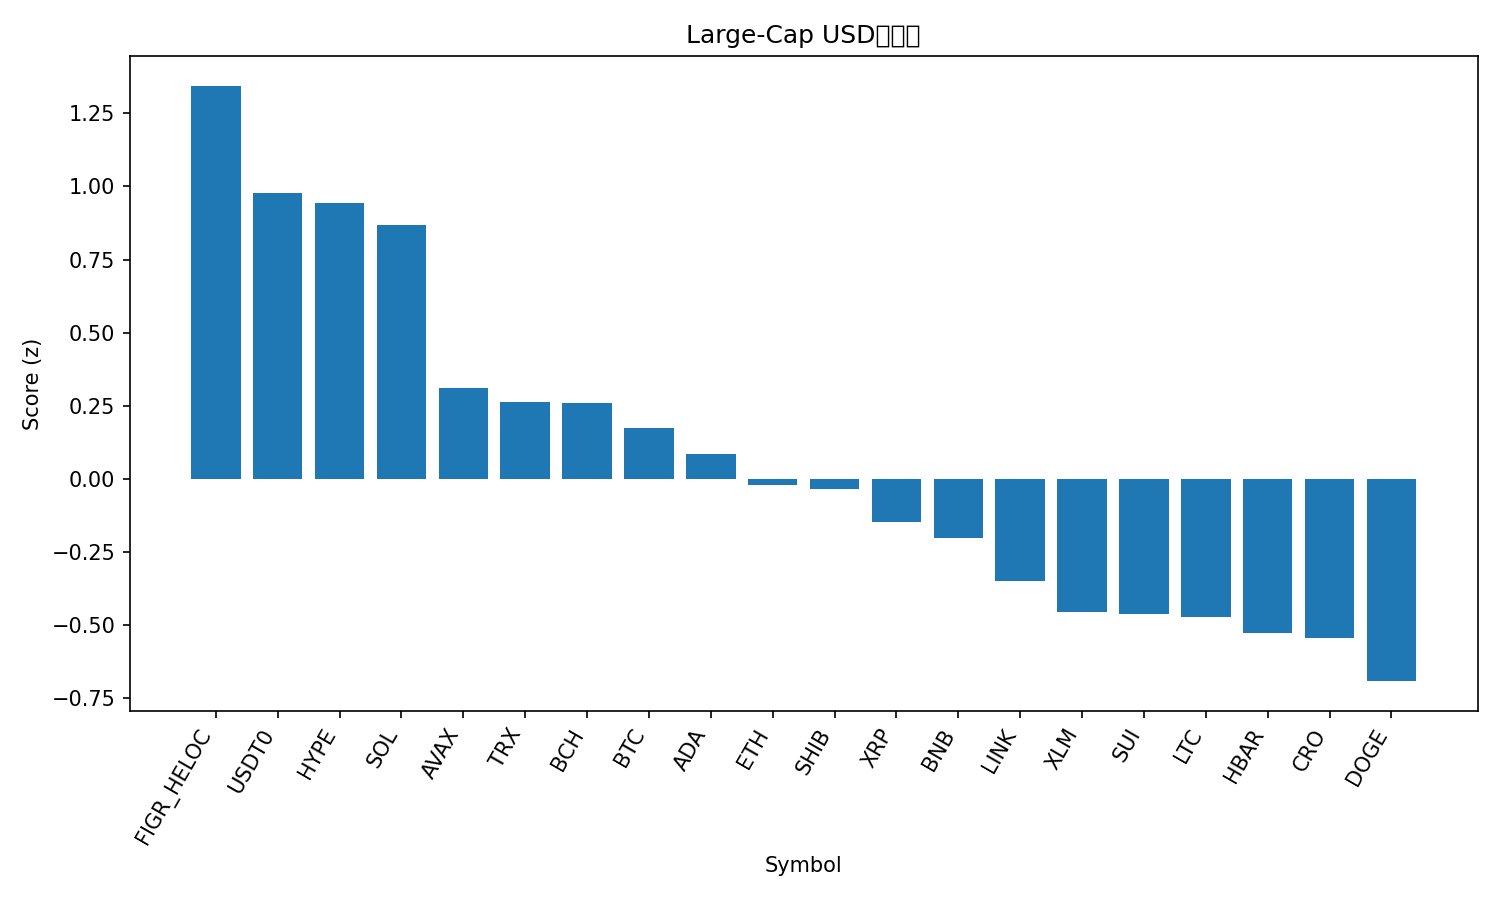 Large-Cap USD
1.25
1.00
0.75
0.50
0.25
0.00
−0.25
−0.50
−0.75
Score (z)
FIGR_HELOC
USDT0
HYPE
SOL
AVAX
TRX
BCH
BTC
ADA
ETH
SHIB
XRP
BNB
LINK
XLM
SUI
LTC
HBAR
CRO
DOGE
Symbol